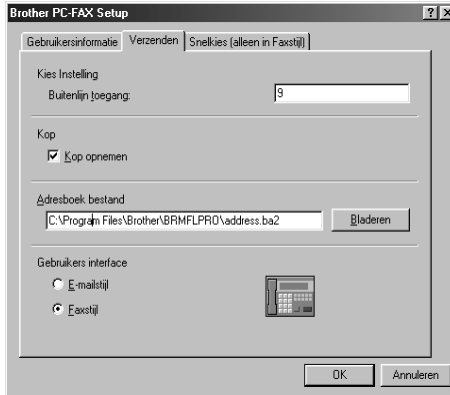 Brother PC-FAX Setup
Gebruikersinformatie Verzenden Snelkies (alleen in Faxstijl)
Kies Instelling
Buitenlijn toegang: 9
Kop
Kop opnemen
Adresboek bestand
C:\Program Files\Brother\BRMFLPRO\address.ba2 Bladeren
Gebruikers interface
E-mailstijl
Faxstijl
OK Annuleren